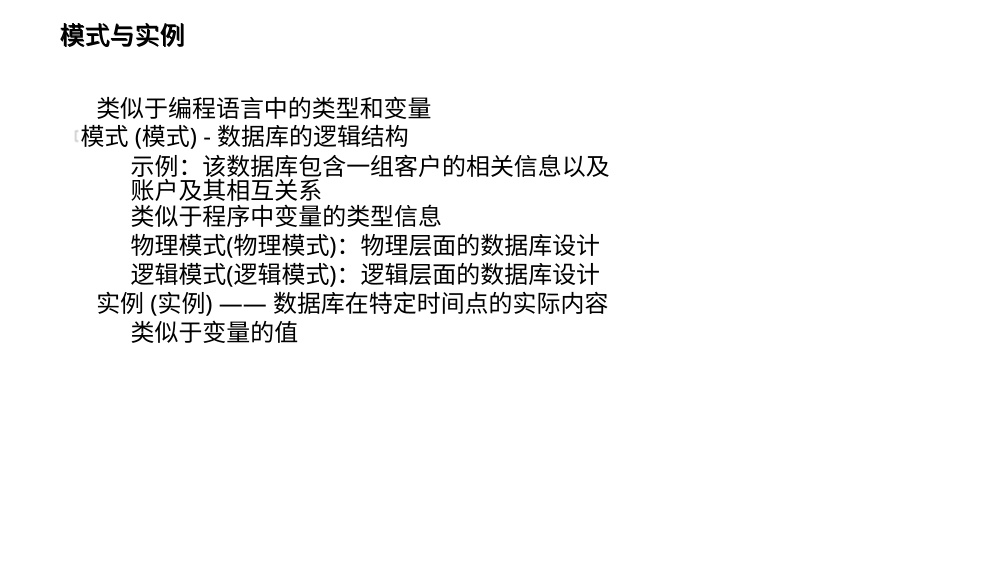 模式与实例
类似于编程语言中的类型和变量
模式 (模式) - 数据库的逻辑结构
示例：该数据库包含一组客户的相关信息以及
账户及其相互关系
类似于程序中变量的类型信息
物理模式(物理模式)：物理层面的数据库设计
逻辑模式(逻辑模式)：逻辑层面的数据库设计
实例 (实例) —— 数据库在特定时间点的实际内容
类似于变量的值